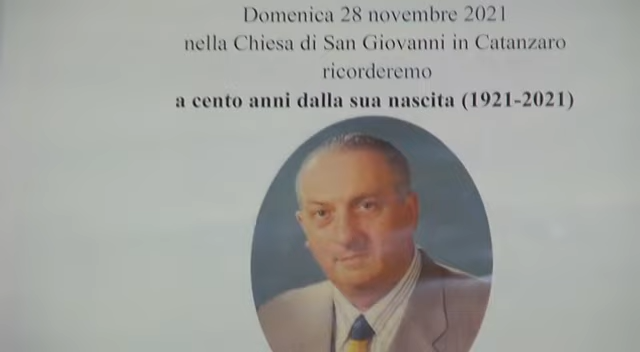 Domenica 28 novembre 2021
nella Chiesa di San Giovanni in Catanzaro
ricorderemo
a cento anni dalla sua nascita (1921-2021)